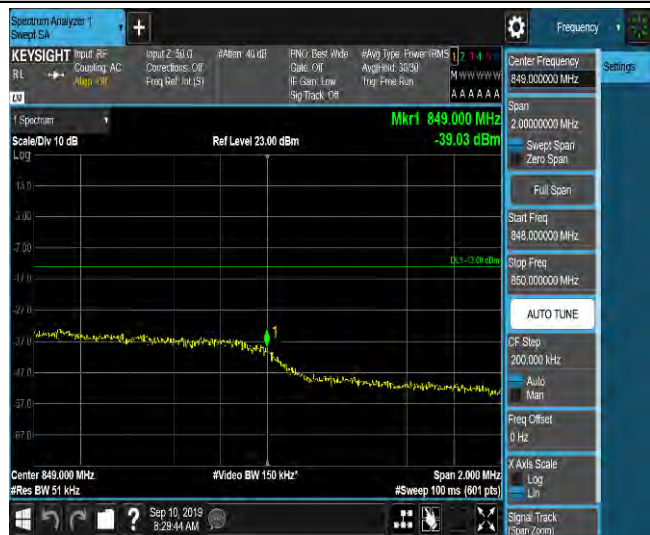 Spectrum Analyzer 1
Swept SA
Frequency
KEYSIGHT
Input: RF
Coupling: AC
Align: Off
Input Z: 50 Ω
Corrections: Off
Freq Ref: Int (S)
#Atten: 40 dB
PNO: Best Wide
Gate: Off
IF Gain: Low
Sig Track: Off
#Avg Type: Power (RMS
Avg|Hold: 30/30
Trig: Free Run
RL
LXI
M W W W W W
A A A A A A
1 Spectrum
Scale/Div 10 dB
Log
Ref Level 23.00 dBm
Mkr1 849.000 MHz
-39.03 dBm
13.0
3.00
-7.00
-17.0
-27.0
-37.0
-47.0
-57.0
-67.0
DL1 -13.00 dBm
1
Center 849.000 MHz
#Res BW 51 kHz
#Video BW 150 kHz*
Span 2.000 MHz
#Sweep 100 ms (601 pts)
Center Frequency
849.000000 MHz
Settings
Span
2.00000000 MHz
Swept Span
Zero Span
Full Span
Start Freq
848.000000 MHz
Stop Freq
850.000000 MHz
AUTO TUNE
CF Step
200.000 kHz
Auto
Man
Freq Offset
0 Hz
X Axis Scale
Log
Lin
Signal Track
(Span Zoom)
?
Sep 10, 2019
8:29:44 AM